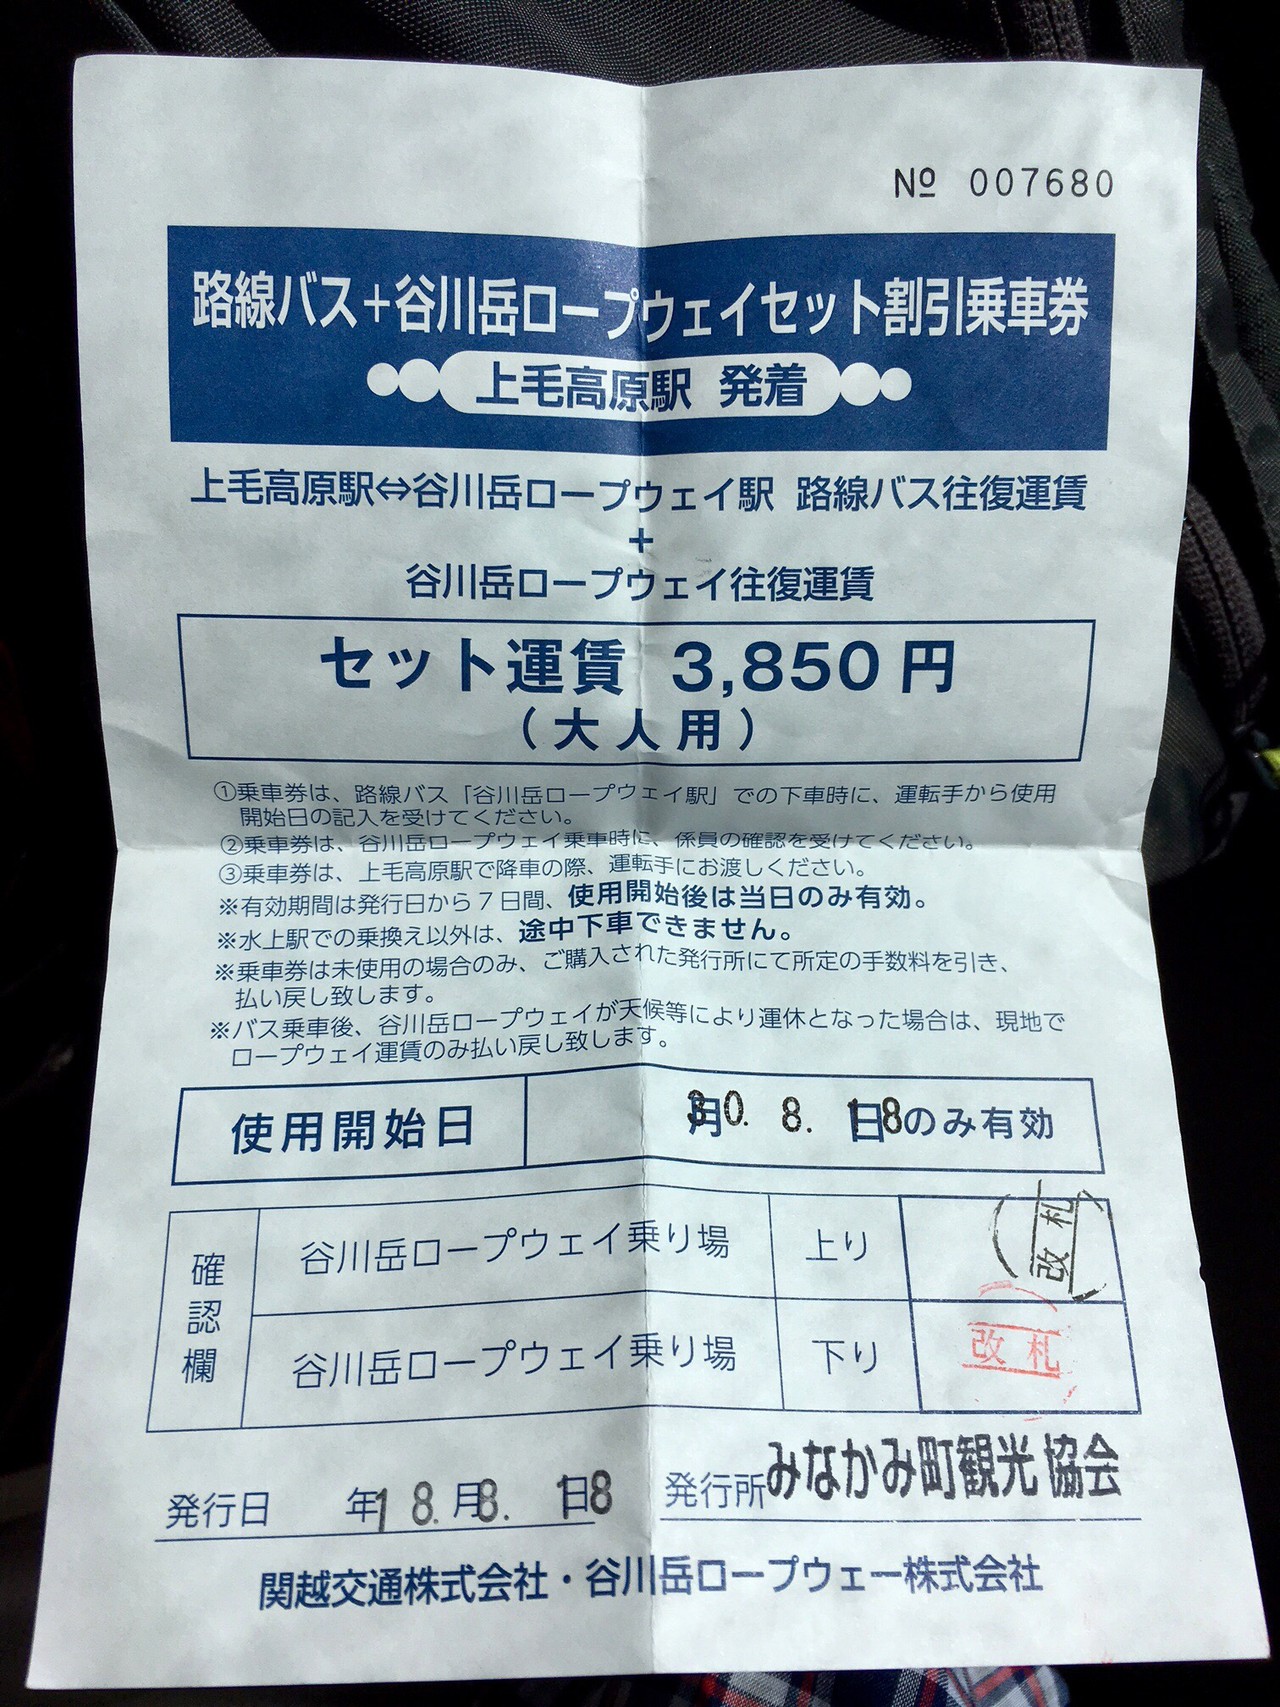 № 007680
路線バス+谷川岳ロープウェイセット割引乗車券
上毛高原駅 発着
上毛高原駅⇔谷川岳ロープウェイ駅 路線バス往復運賃
+
谷川岳ロープウェイ往復運賃
セット運賃 3,850円
(大人用)
①乗車券は、路線バス「谷川岳ロープウェイ駅」での下車時に、運転手から使用
開始日の記入を受けてください。
②乗車券は、谷川岳ロープウェイ乗車時に、係員の確認を受けてください。
③乗車券は、上毛高原駅で降車の際、運転手にお渡しください。
※有効期間は発行日から7日間、使用開始後は当日のみ有効。
※水上駅での乗換え以外は、途中下車できません。
※乗車券は未使用の場合のみ、ご購入された発行所にて所定の手数料を引き、
払い戻し致します。
※バス乗車後、谷川岳ロープウェイが天候等により運休となった場合は、現地で
ロープウェイ運賃のみ払い戻し致します。
使用開始日 月 日のみ有効
30. 8. 18
確認欄
谷川岳ロープウェイ乗り場 上り 改札
谷川岳ロープウェイ乗り場 下り 改札
発行日 年 月 日 発行所 みなかみ町観光協会
18. 8. 18
関越交通株式会社・谷川岳ロープウェー株式会社